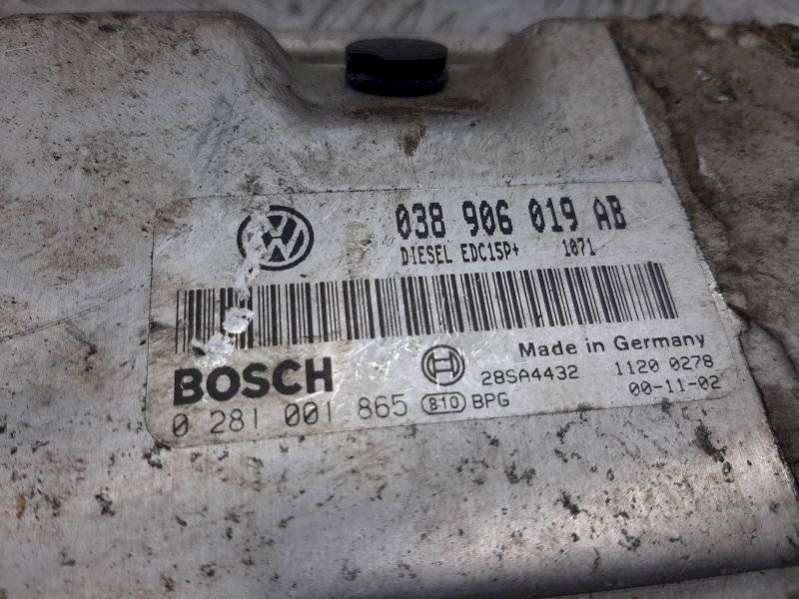 038 906 019 AB
DIESEL EDC15P+ 1071
Made in Germany
BOSCH
28SA4432 1120 0278
0 281 001 865 810 BPG 00-11-02